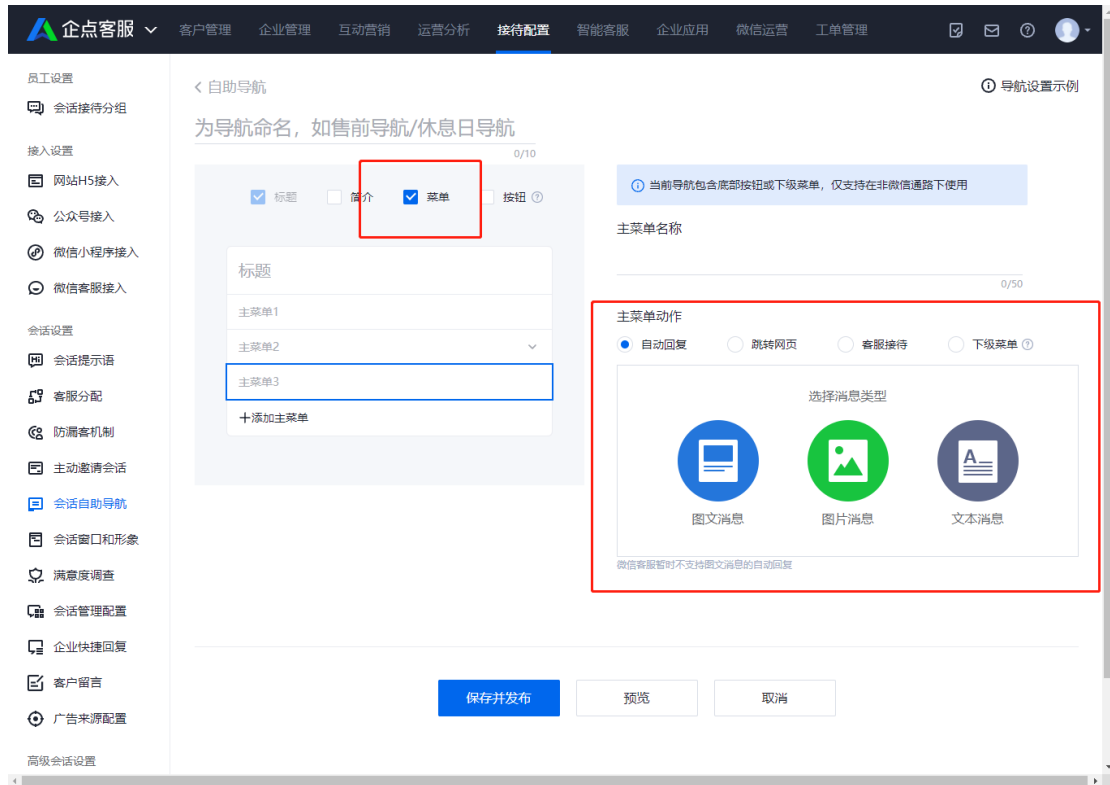 企点客服 客户管理 企业管理 互动营销 运营分析 接待配置 智能客服 企业应用 微信运营 工单管理
员工设置
会话接待分组
接入设置
网站H5接入
公众号接入
微信小程序接入
微信客服接入
会话设置
会话提示语
客服分配
防漏客机制
主动邀请会话
会话自助导航
会话窗口和形象
满意度调查
会话管理配置
企业快捷回复
客户留言
广告来源配置
高级会话设置
自助导航
导航设置示例
为导航命名，如售前导航/休息日导航
0/10
标题 简介 菜单 按钮
标题
主菜单1
主菜单2
主菜单3
添加主菜单
当前导航包含底部按钮或下级菜单，仅支持在非微信通路下使用
主菜单名称
0/50
主菜单动作
自动回复 跳转网页 客服接待 下级菜单
选择消息类型
A
图文消息 图片消息 文本消息
微信客服暂时不支持图文消息的自动回复
保存并发布 预览 取消